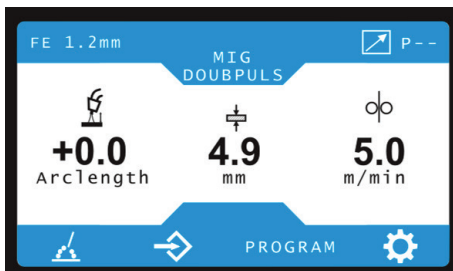 FE 1.2mm
MIG
DOUBPULS
P--
+0.0
Arclength
4.9
mm
5.0
m/min
PROGRAM